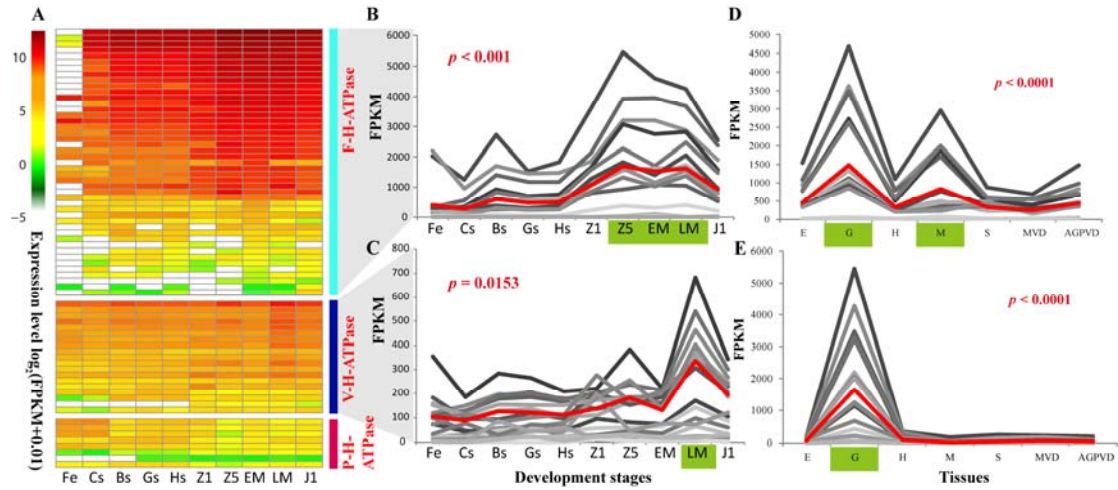 A
10
5
0
−5
Expression level log2(FPKM+0.01)
F-H-ATPase
V-H-ATPase
P-H-
ATPase
Fe Cs Bs Gs Hs Z1 Z5 EM LM J1
B
6000
5000
4000
3000
2000
1000
0
FPKM
p < 0.001
Fe Cs Bs Gs Hs Z1 Z5 EM LM J1
C
800
700
600
500
400
300
200
100
0
FPKM
p = 0.0153
Fe Cs Bs Gs Hs Z1 Z5 EM LM J1
Development stages
D
5000
4500
4000
3500
3000
2500
2000
1500
1000
500
0
FPKM
p < 0.0001
E G H M S MVD AGPVD
E
6000
5000
4000
3000
2000
1000
0
FPKM
p < 0.0001
E G H M S MVD AGPVD
Tissues